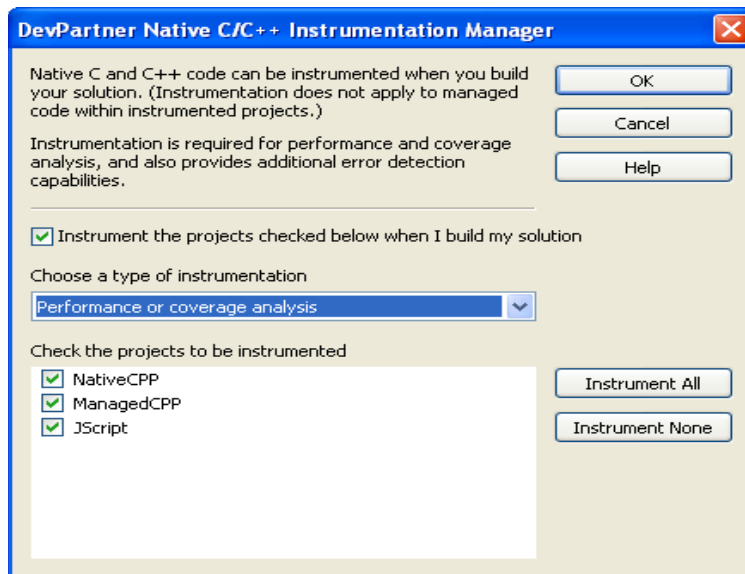 DevPartner Native C/C++ Instrumentation Manager
Native C and C++ code can be instrumented when you build
your solution. (Instrumentation does not apply to managed
code within instrumented projects.)
Instrumentation is required for performance and coverage
analysis, and also provides additional error detection
capabilities.
OK
Cancel
Help
Instrument the projects checked below when I build my solution
Choose a type of instrumentation
Performance or coverage analysis
Check the projects to be instrumented
NativeCPP
ManagedCPP
JScript
Instrument All
Instrument None